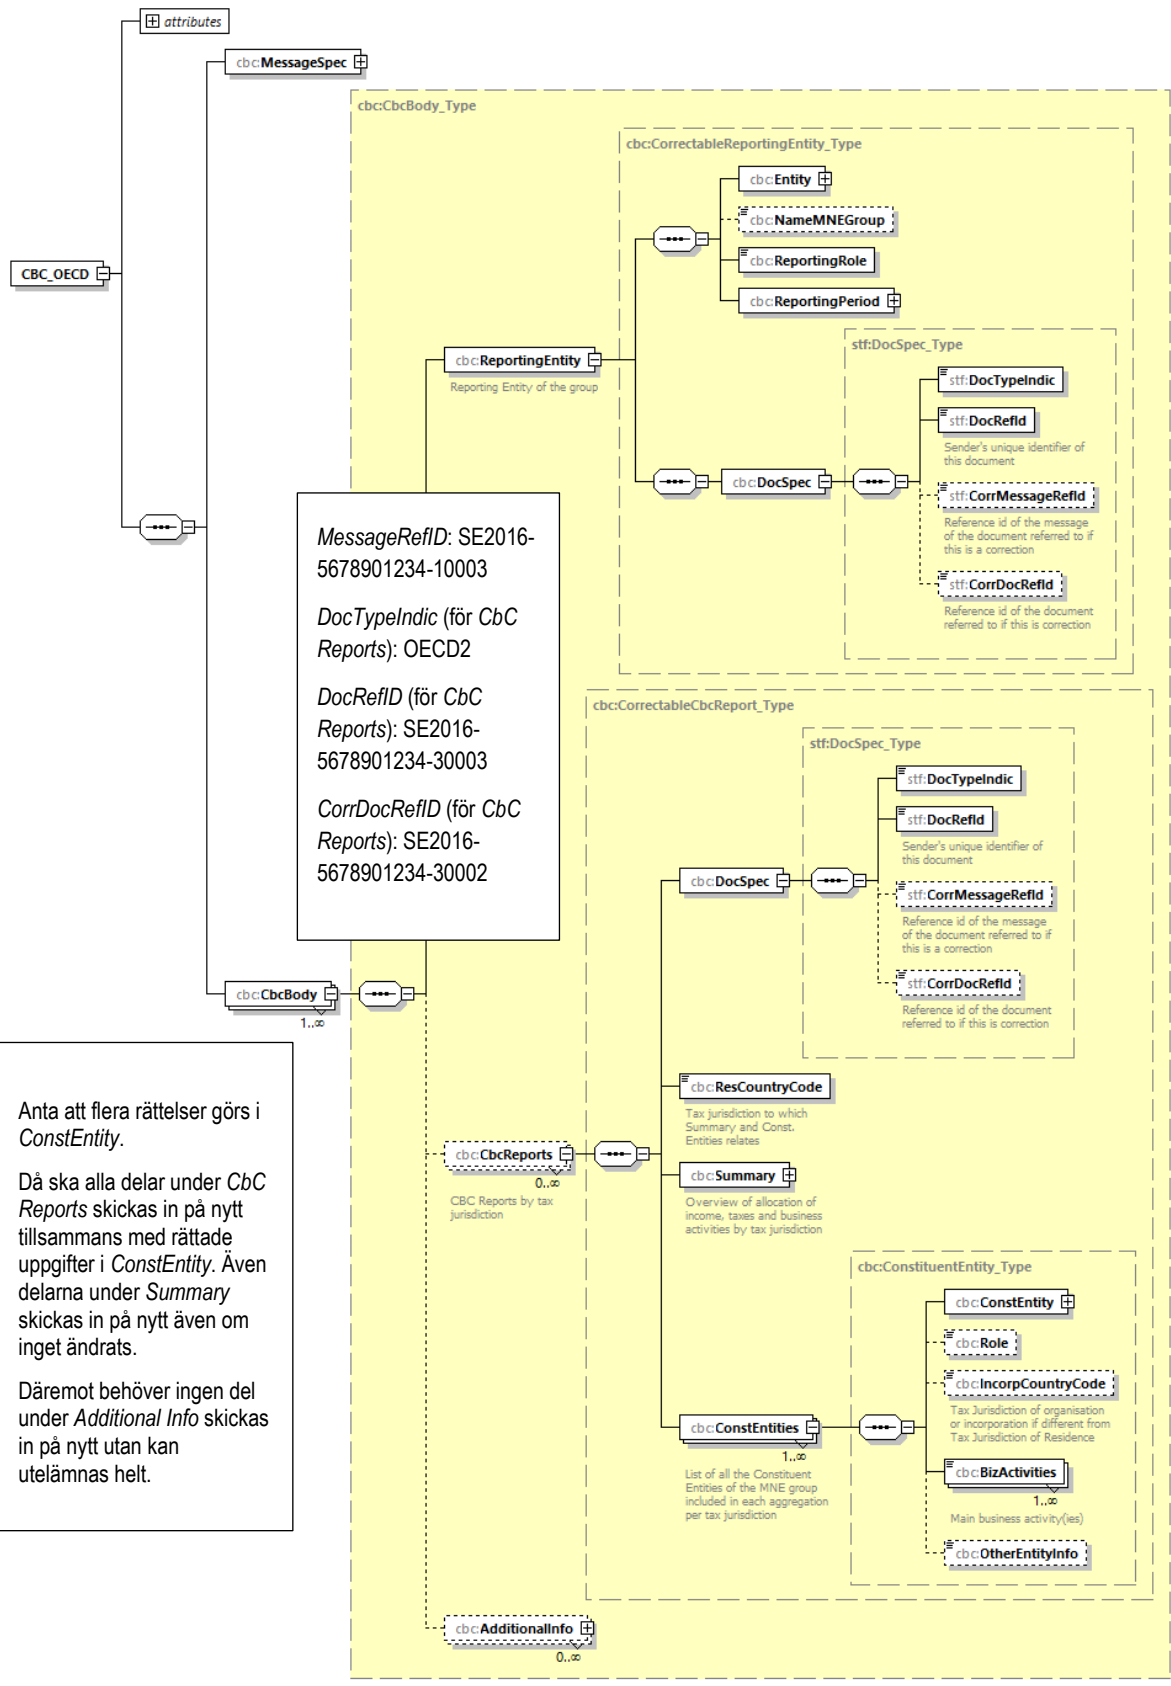 attributes
cbc:MessageSpec
cbc:CbcBody_Type
cbc:CorrectableReportingEntity_Type
cbc:Entity
cbc:NameMNEGroup
cbc:ReportingRole
cbc:ReportingPeriod
CBC_OECD
stf:DocSpec_Type
cbc:ReportingEntity
Reporting Entity of the group
stf:DocTypeIndic
stf:DocRefId
Sender's unique identifier of
this document
cbc:DocSpec
stf:CorrMessageRefId
Reference id of the message
of the document referred to if
this is a correction
stf:CorrDocRefId
Reference id of the document
referred to if this is correction
MessageRefID: SE2016-
5678901234-10003
DocTypeIndic (för CbC
Reports): OECD2
DocRefID (för CbC
Reports): SE2016-
5678901234-30003
CorrDocRefID (för CbC
Reports): SE2016-
5678901234-30002
cbc:CorrectableCbcReport_Type
stf:DocSpec_Type
stf:DocTypeIndic
stf:DocRefId
Sender's unique identifier of
this document
cbc:DocSpec
stf:CorrMessageRefId
Reference id of the message
of the document referred to if
this is a correction
stf:CorrDocRefId
Reference id of the document
referred to if this is correction
cbc:CbcBody
1..∞
Anta att flera rättelser görs i
ConstEntity.
Då ska alla delar under CbC
Reports skickas in på nytt
tillsammans med rättade
uppgifter i ConstEntity. Även
delarna under Summary
skickas in på nytt även om
inget ändrats.
Däremot behöver ingen del
under Additional Info skickas
in på nytt utan kan
utelämnas helt.
cbc:ResCountryCode
Tax jurisdiction to which
Summary and Const.
Entities relates
cbc:CbcReports
0..∞
CBC Reports by tax
jurisdiction
cbc:Summary
Overview of allocation of
income, taxes and business
activities by tax jurisdiction
cbc:ConstituentEntity_Type
cbc:ConstEntity
cbc:Role
cbc:IncorpCountryCode
Tax Jurisdiction of organisation
or incorporation if different from
Tax Jurisdiction of Residence
cbc:ConstEntities
1..∞
List of all the Constituent
Entities of the MNE group
included in each aggregation
per tax jurisdiction
cbc:BizActivities
1..∞
Main business activity(ies)
cbc:OtherEntityInfo
cbc:AdditionalInfo
0..∞